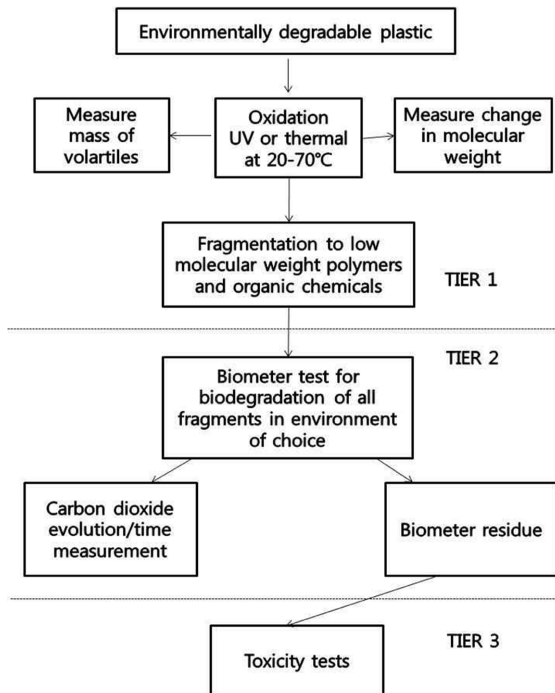 Environmentally degradable plastic
Measure
mass of
volartiles
Oxidation
UV or thermal
at 20-70℃
Measure change
in molecular
weight
Fragmentation to low
molecular weight polymers
and organic chemicals
TIER 1
TIER 2
Biometer test for
biodegradation of all
fragments in environment
of choice
Carbon dioxide
evolution/time
measurement
Biometer residue
TIER 3
Toxicity tests